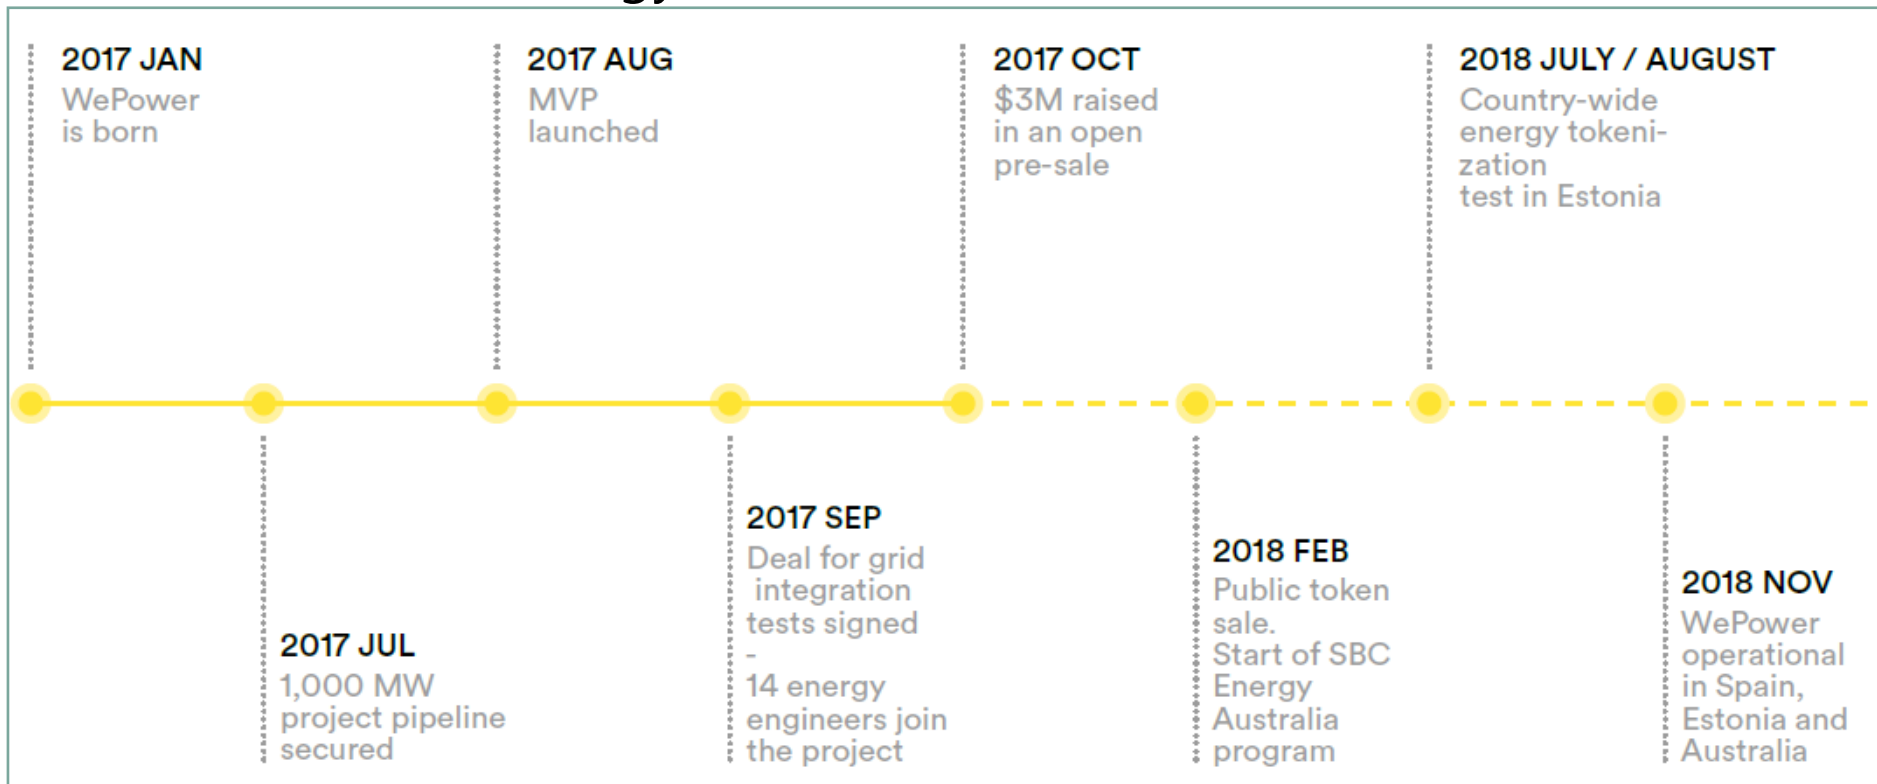 2017 JAN
WePower
is born
2017 JUL
1,000 MW
project pipeline
secured
2017 AUG
MVP
launched
2017 SEP
Deal for grid
integration
tests signed
-
14 energy
engineers join
the project
2017 OCT
$3M raised
in an open
pre-sale
2018 FEB
Public token
sale.
Start of SBC
Energy
Australia
program
2018 JULY / AUGUST
Country-wide
energy tokeni-
zation
test in Estonia
2018 NOV
WePower
operational
in Spain,
Estonia and
Australia